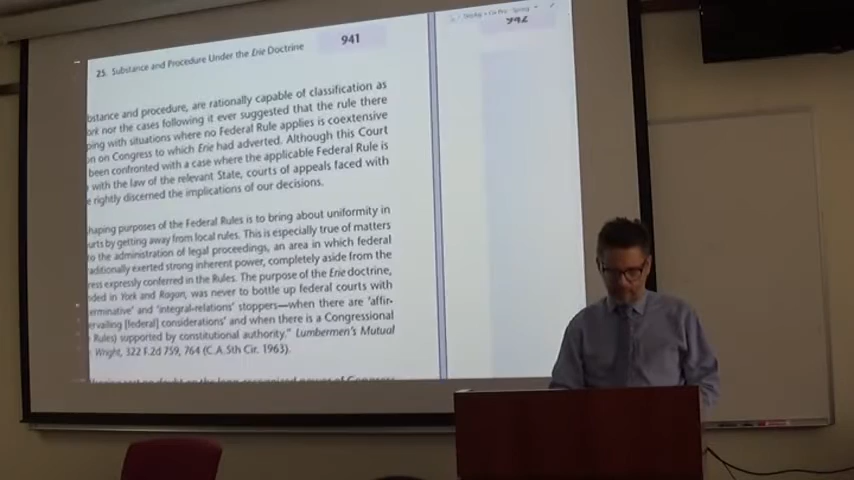 25. Substance and Procedure Under the Erie Doctrine
941
bstance and procedure, are rationally capable of classification as
ork nor the cases following it ever suggested that the rule there
ping with situations where no Federal Rule applies is coextensive
n on Congress to which Erie had adverted. Although this Court
been confronted with a case where the applicable Federal Rule is
with the law of the relevant State, courts of appeals faced with
e rightly discerned the implications of our decisions.
haping purposes of the Federal Rules is to bring about uniformity in
urts by getting away from local rules. This is especially true of matters
to the administration of legal proceedings, an area in which federal
raditionally exerted strong inherent power, completely aside from the
ress expressly conferred in the Rules. The purpose of the Erie doctrine,
nded in York and Ragan, was never to bottle up federal courts with
erminative' and 'integral-relations' stoppers—when there are 'affir-
ervailing [federal] considerations' and when there is a Congressional
Rules) supported by constitutional authority." Lumbermen's Mutual
Wright, 322 F.2d 759, 764 (C.A.5th Cir. 1963).
942